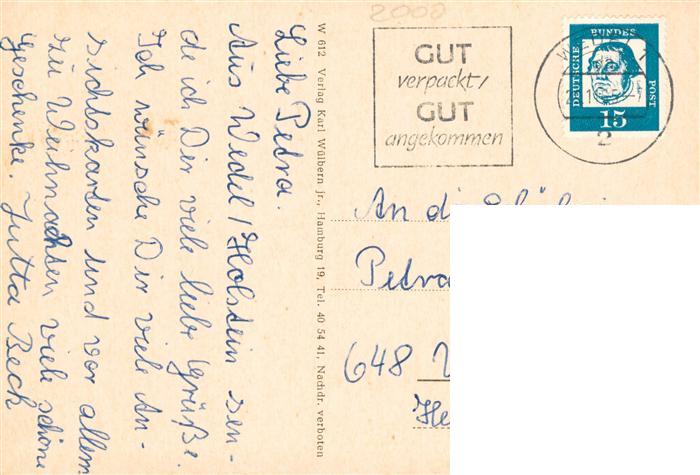 Liebe Petra.
Aus Wedel/Holstein sen-
de ich Dir viele liebe Grüße.
Ich wünsche Dir viele An-
sichtskarten und vor allem
zu Weihnachten viele schöne
Geschenke. Jutta Beck
W 612 Verlag Karl Wülbern jr., Hamburg 19, Tel. 40 54 41. Nachdr. verboten
2000
GUT
verpackt/
GUT
angekommen
DEUTSCHE BUNDES POST
15
2
An
Petra
648